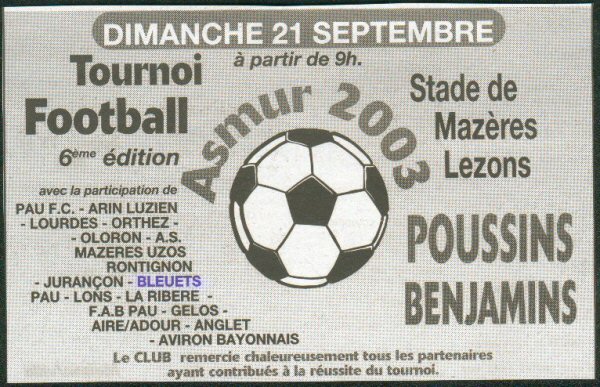 DIMANCHE 21 SEPTEMBRE
à partir de 9h.
Tournoi
Football
6ème édition
Asmur 2003
Stade de
Mazères
Lezons
avec la participation de
PAU F.C. - ARIN LUZIEN
- LOURDES - ORTHEZ -
- OLORON - A.S.
MAZERES UZOS
RONTIGNON
- JURANÇON - BLEUETS
PAU - LONS - LA RIBERE -
F.A.B PAU - GELOS -
AIRE/ADOUR - ANGLET
- AVIRON BAYONNAIS
POUSSINS
BENJAMINS
Le CLUB remercie chaleureusement tous les partenaires
ayant contribués à la réussite du tournoi.